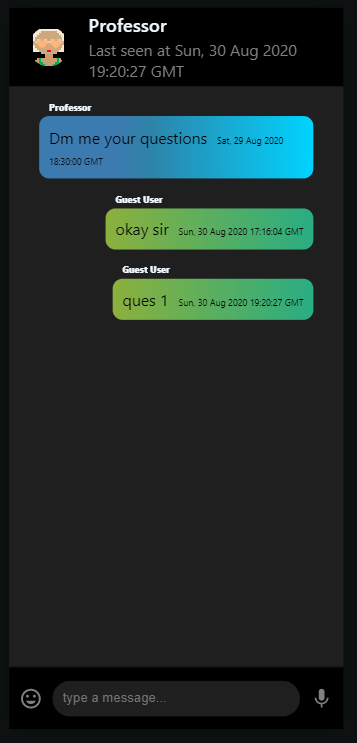 Professor
Last seen at Sun, 30 Aug 2020
19:20:27 GMT
Professor
Dm me your questions Sat, 29 Aug 2020
18:30:00 GMT
Guest User
okay sir Sun, 30 Aug 2020 17:16:04 GMT
Guest User
ques 1 Sun, 30 Aug 2020 19:20:27 GMT
type a message...